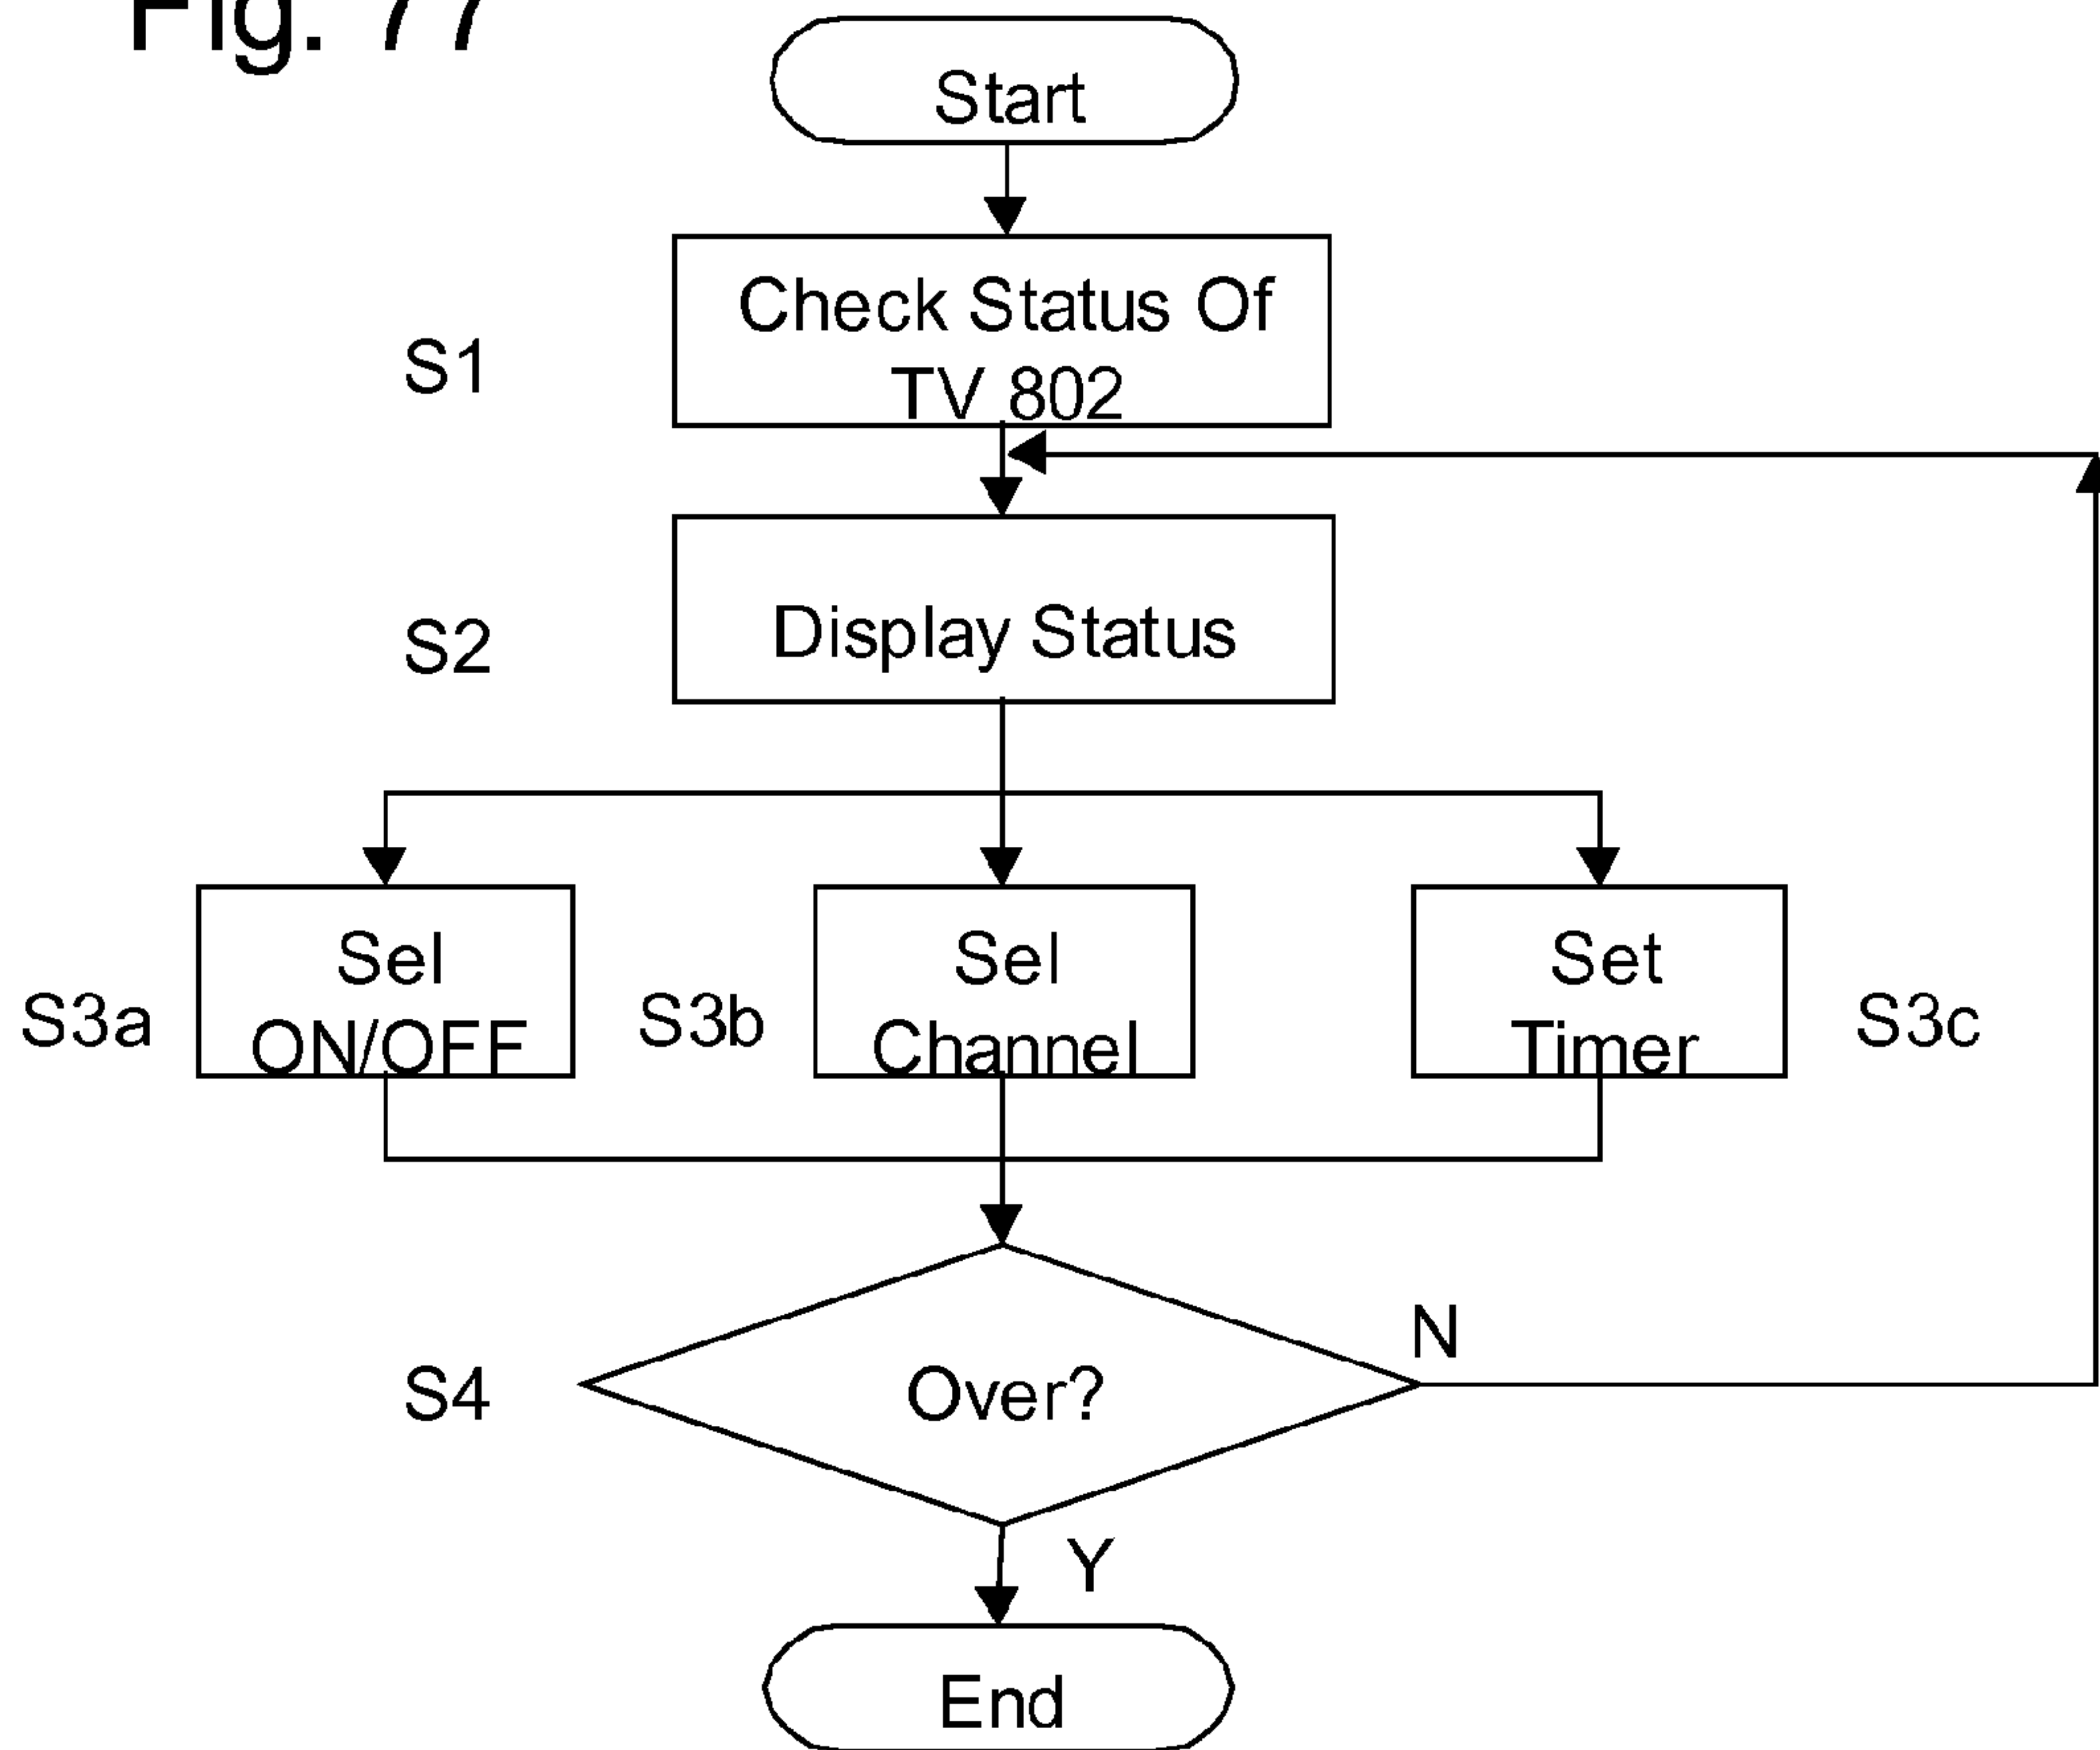 Fig. 77
Start
S1
Check Status Of
TV 802
S2
Display Status
S3a
Sel
ON/OFF
S3b
Sel
Channel
Set
Timer
S3c
S4
Over?
N
Y
End